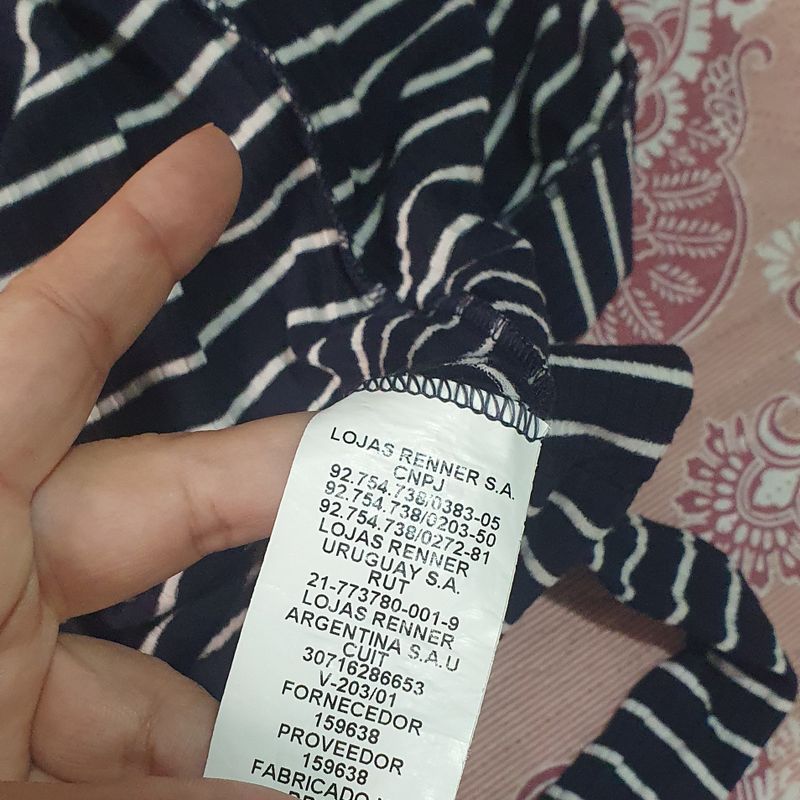 LOJAS RENNER S.A.
CNPJ
92.754.738/0383-05
92.754.738/0203-50
92.754.738/0272-81
LOJAS RENNER
URUGUAY S.A.
RUT
21-773780-001-9
LOJAS RENNER
ARGENTINA S.A.U
CUIT
30716286653
V-203/01
FORNECEDOR
159638
PROVEEDOR
159638
FABRICADO